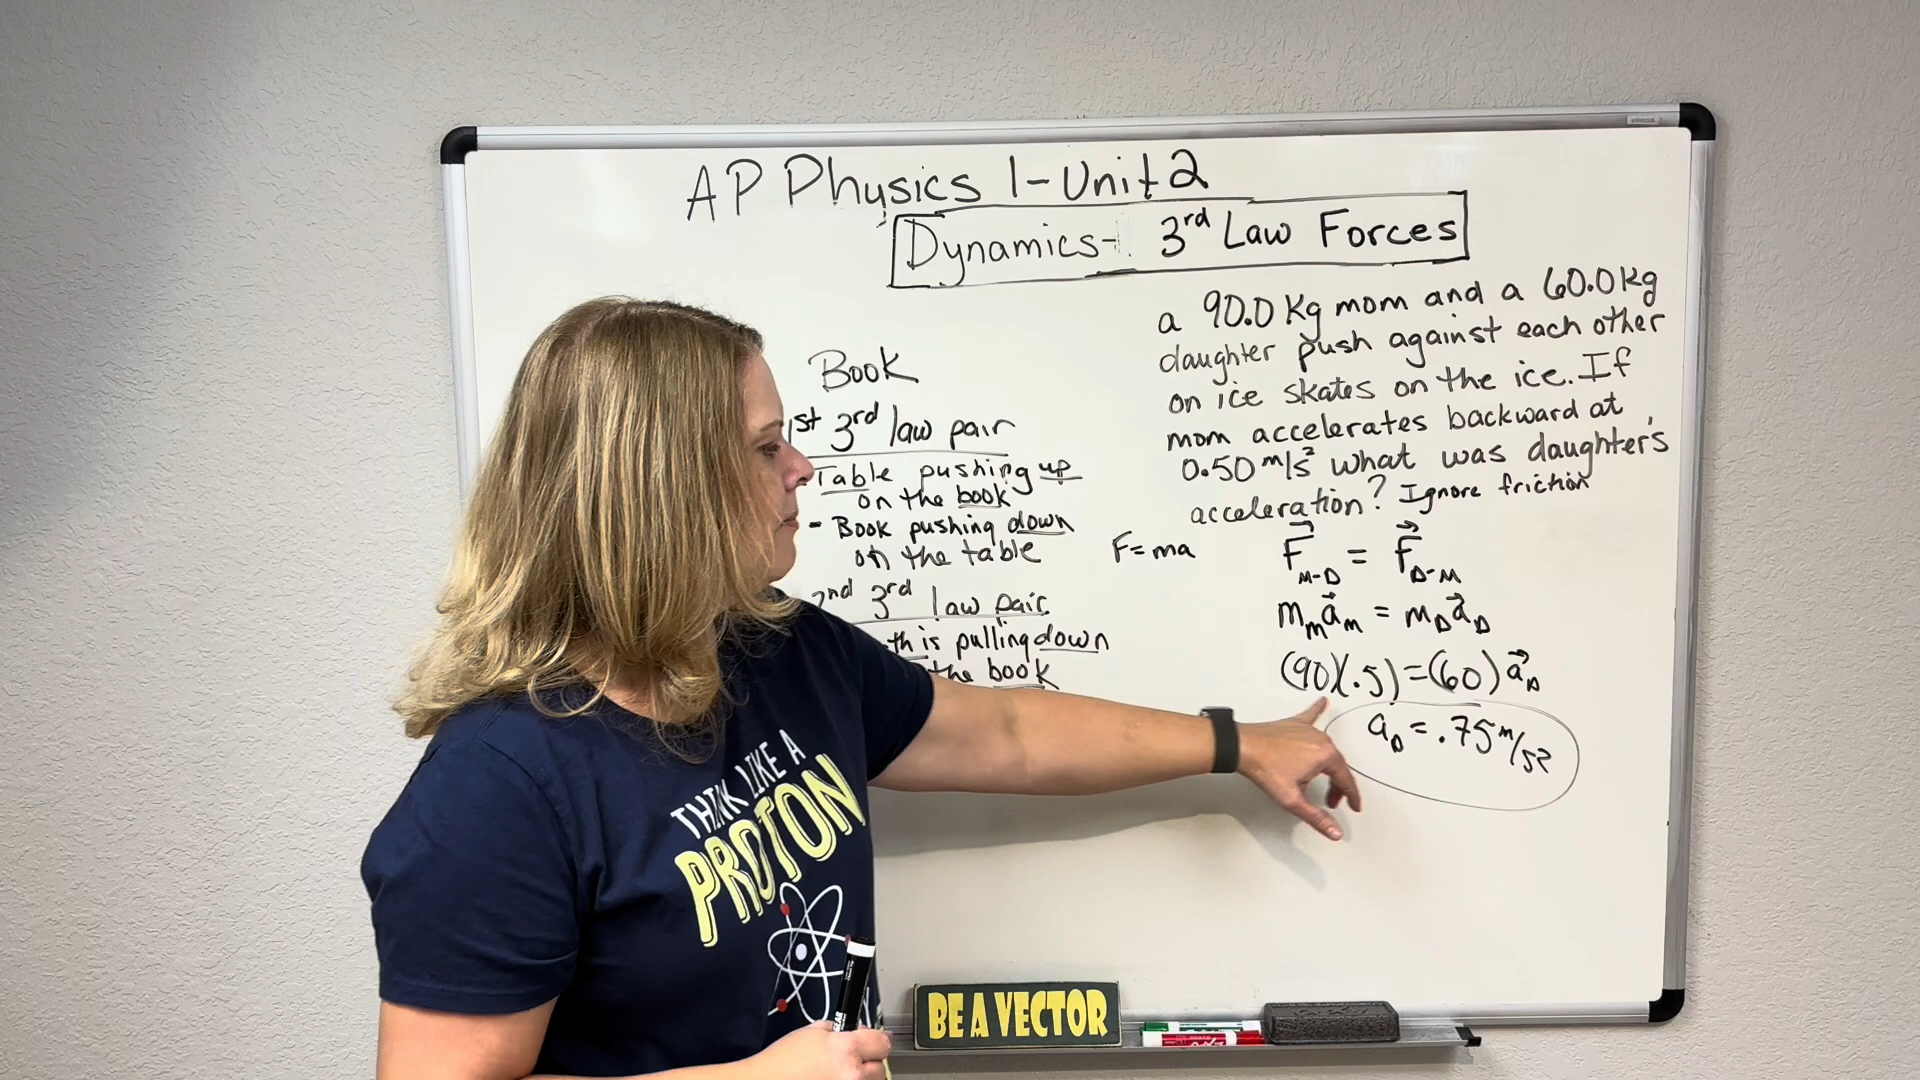 AP Physics 1-Unit 2
Dynamics- 3rd Law Forces
Book
1st 3rd law pair
Table pushing up
on the book
- Book pushing down
on the table
2nd 3rd law pair
is pulling down
the book
a 90.0 kg mom and a 60.0 kg
daughter push against each other
on ice skates on the ice. If
mom accelerates backward at
0.50 m/s² what was daughter's
acceleration? Ignore friction
F=ma
F⃗M-D = F⃗D-M
mM a⃗M = mD a⃗D
(90)(.5)=(60) a⃗D
aD = .75 m/s²
THINK LIKE A
PROTON
BE A VECTOR